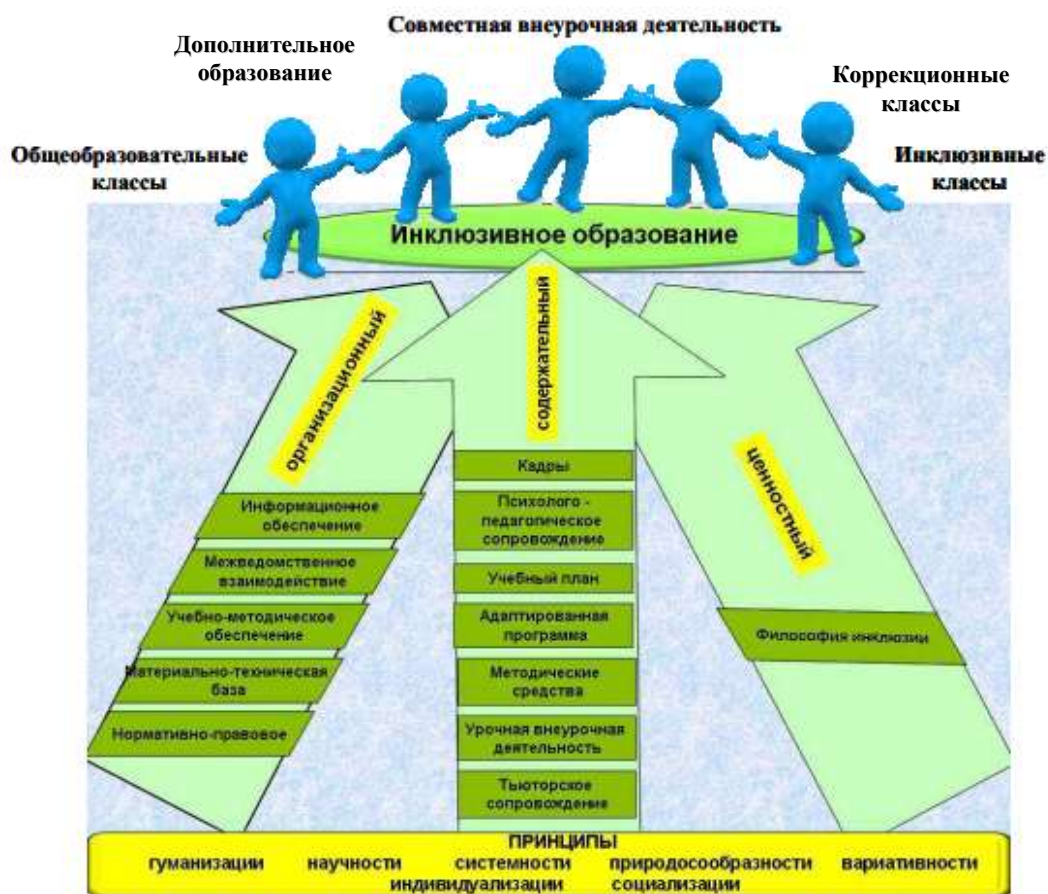 Совместная внеурочная деятельность
Дополнительное
образование
Коррекционные
классы
Общеобразовательные
классы
Инклюзивные
классы
Инклюзивное образование
организационный
содержательный
ценностный
Информационное
обеспечение
Межведомственное
взаимодействие
Учебно-методическое
обеспечение
Материально-техническая
база
Нормативно-правовое
Кадры
Психолого -
педагогическое
сопровождение
Учебный план
Адаптированная
программа
Методические
средства
Урочная внеурочная
деятельность
Тьюторское
сопровождение
Философия инклюзии
ПРИНЦИПЫ
гуманизации научности системности природосообразности вариативности
индивидуализации социализации